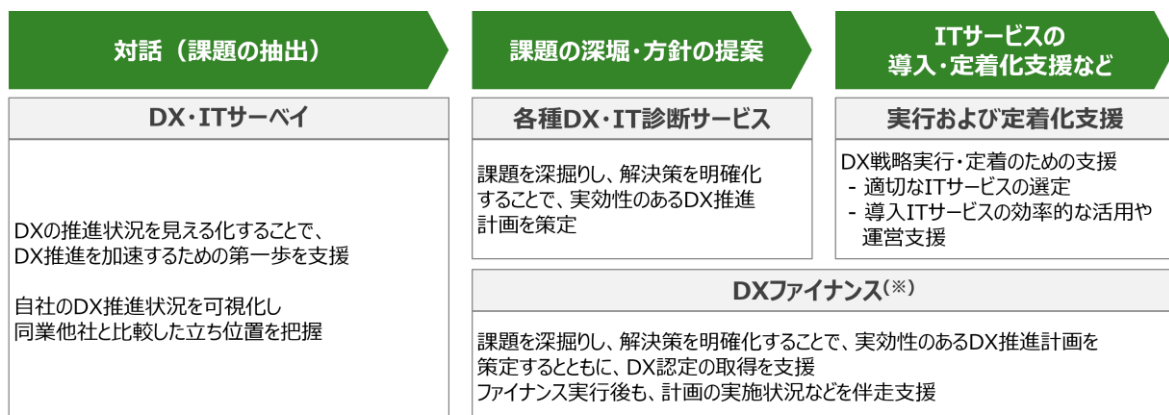 対話（課題の抽出）
課題の深堀・方針の提案
ITサービスの
導入・定着化支援など
DX・ITサーベイ
DXの推進状況を見える化することで、
DX推進を加速するための第一歩を支援
自社のDX推進状況を可視化し
同業他社と比較した立ち位置を把握
各種DX・IT診断サービス
課題を深掘りし、解決策を明確化
することで、実効性のあるDX推進
計画を策定
実行および定着化支援
DX戦略実行・定着のための支援
- 適切なITサービスの選定
- 導入ITサービスの効率的な活用や
運営支援
DXファイナンス(※)
課題を深掘りし、解決策を明確化することで、実効性のあるDX推進計画を
策定するとともに、DX認定の取得を支援
ファイナンス実行後も、計画の実施状況などを伴走支援